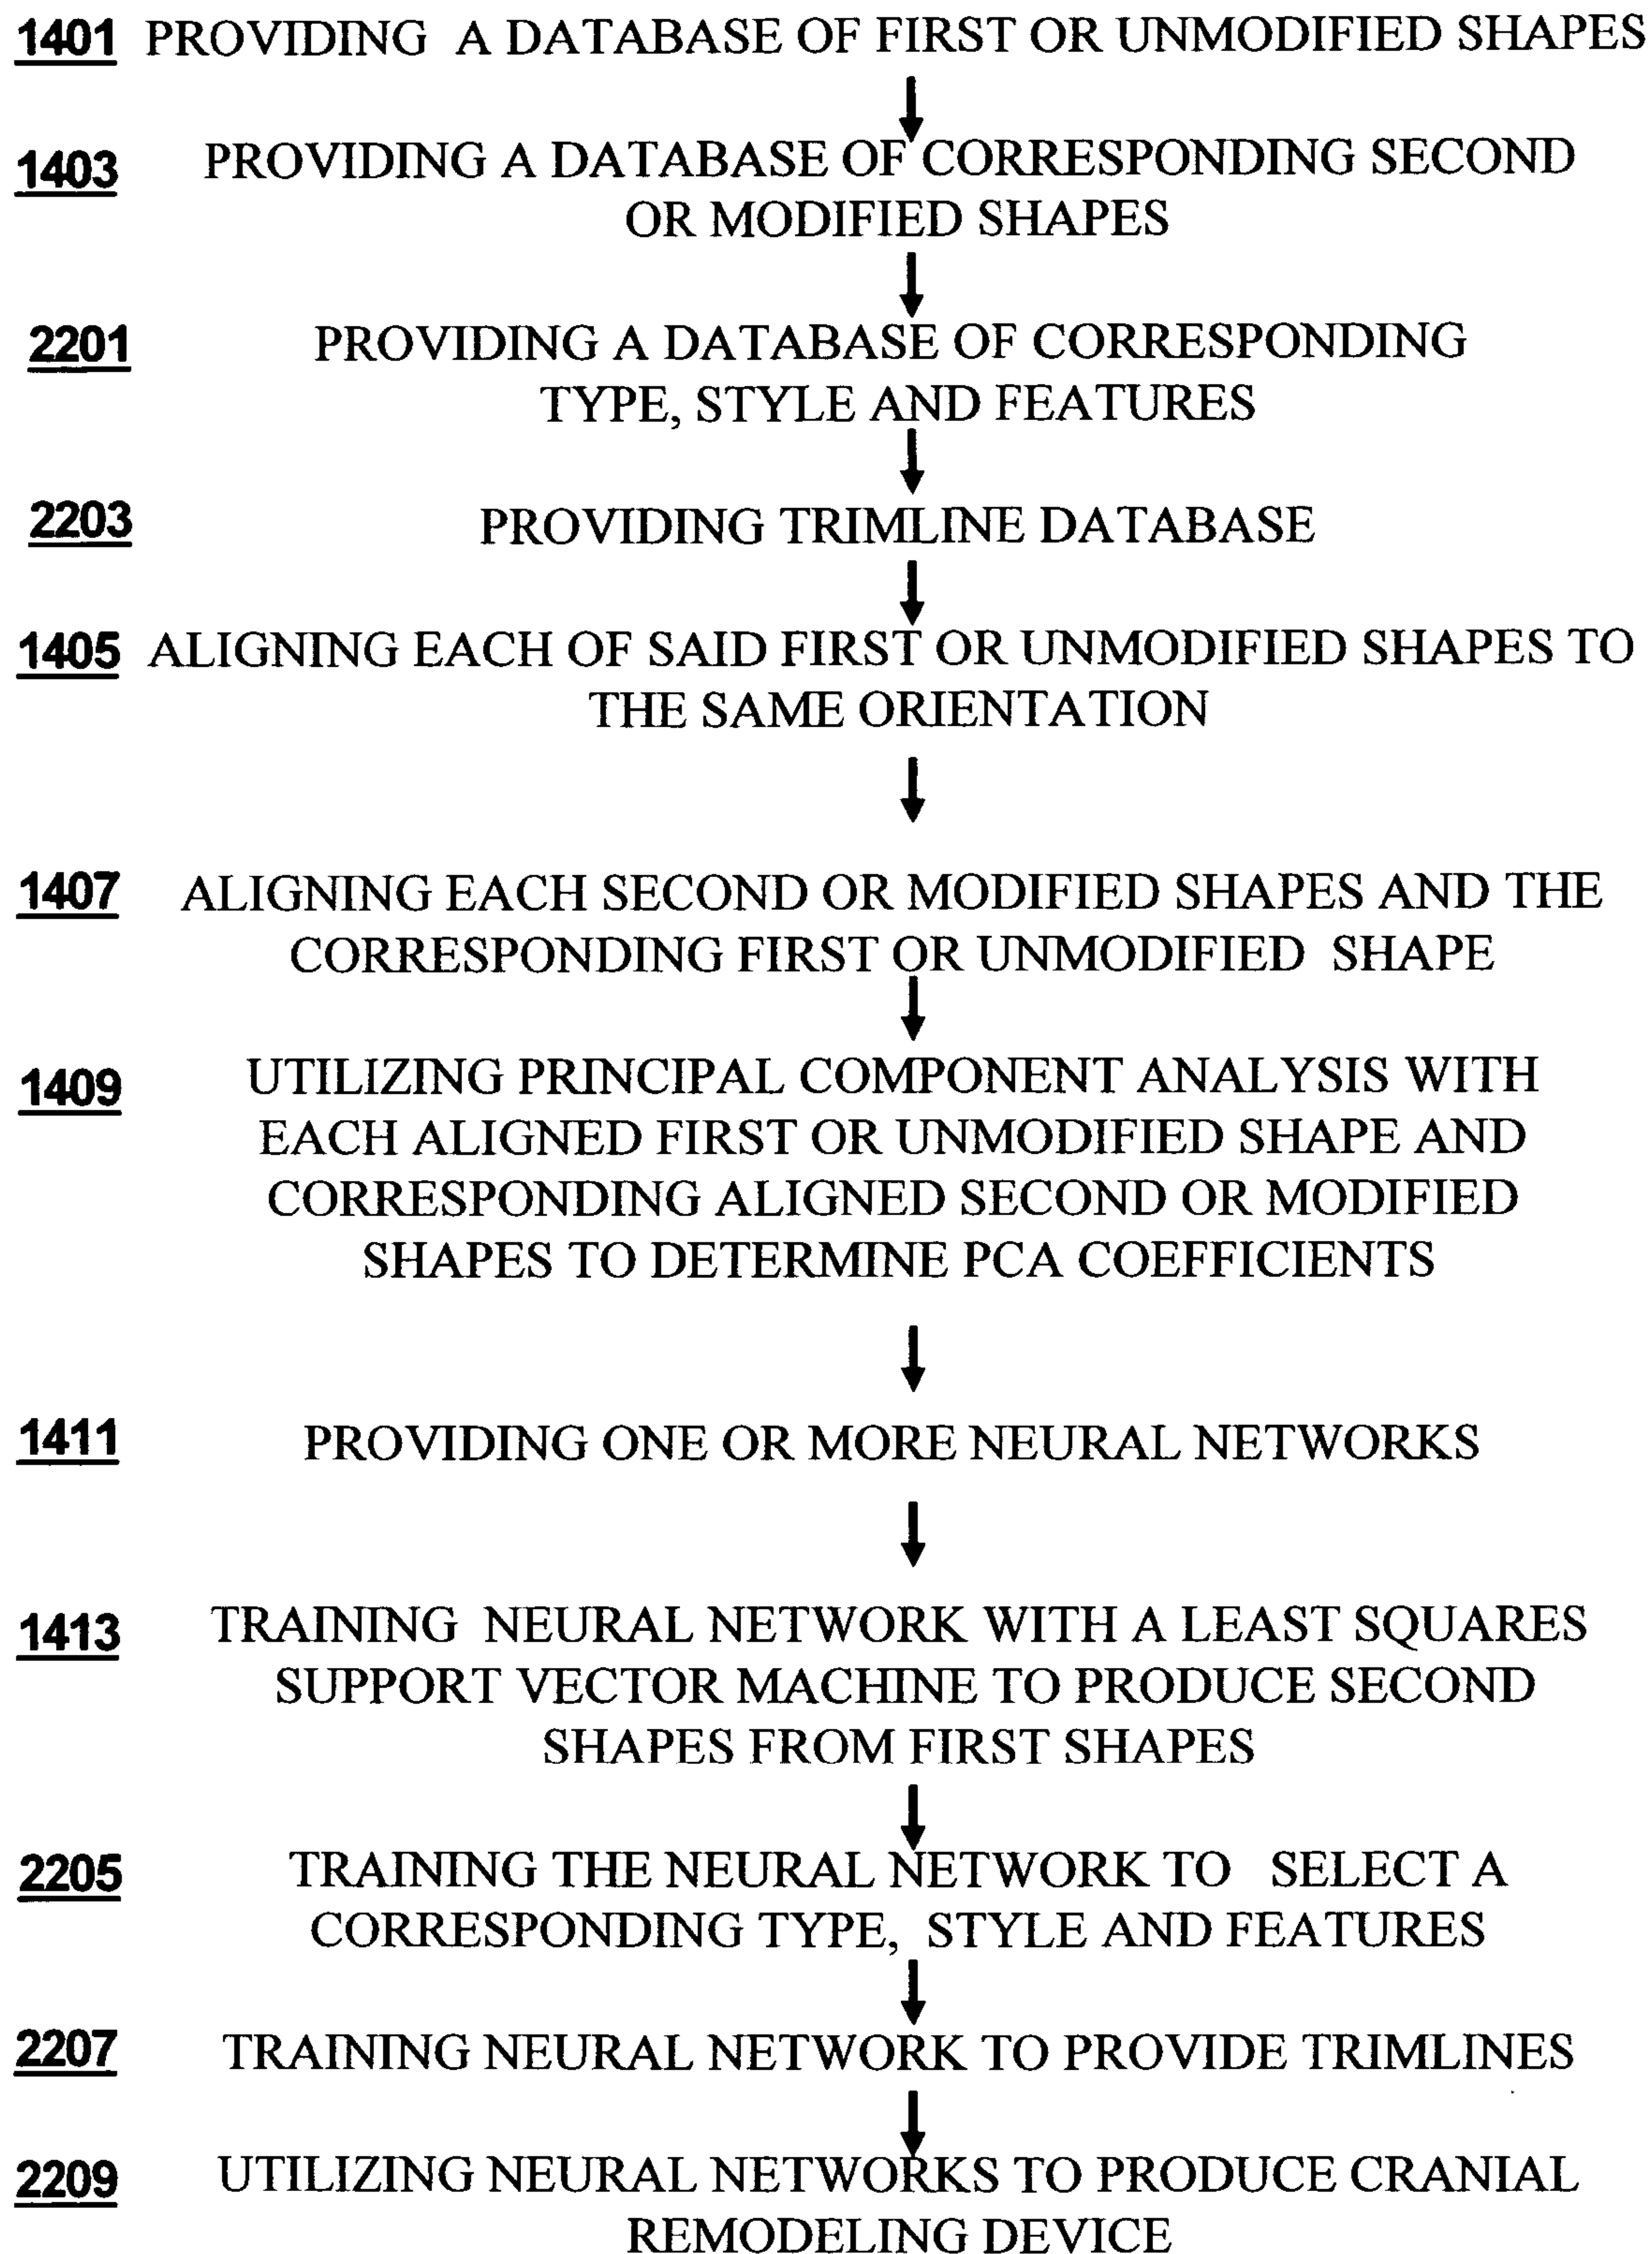 1401 PROVIDING A DATABASE OF FIRST OR UNMODIFIED SHAPES
1403 PROVIDING A DATABASE OF CORRESPONDING SECOND
OR MODIFIED SHAPES
2201 PROVIDING A DATABASE OF CORRESPONDING
TYPE, STYLE AND FEATURES
2203 PROVIDING TRIMLINE DATABASE
1405 ALIGNING EACH OF SAID FIRST OR UNMODIFIED SHAPES TO
THE SAME ORIENTATION
1407 ALIGNING EACH SECOND OR MODIFIED SHAPES AND THE
CORRESPONDING FIRST OR UNMODIFIED SHAPE
1409 UTILIZING PRINCIPAL COMPONENT ANALYSIS WITH
EACH ALIGNED FIRST OR UNMODIFIED SHAPE AND
CORRESPONDING ALIGNED SECOND OR MODIFIED
SHAPES TO DETERMINE PCA COEFFICIENTS
1411 PROVIDING ONE OR MORE NEURAL NETWORKS
1413 TRAINING NEURAL NETWORK WITH A LEAST SQUARES
SUPPORT VECTOR MACHINE TO PRODUCE SECOND
SHAPES FROM FIRST SHAPES
2205 TRAINING THE NEURAL NETWORK TO SELECT A
CORRESPONDING TYPE, STYLE AND FEATURES
2207 TRAINING NEURAL NETWORK TO PROVIDE TRIMLINES
2209 UTILIZING NEURAL NETWORKS TO PRODUCE CRANIAL
REMODELING DEVICE